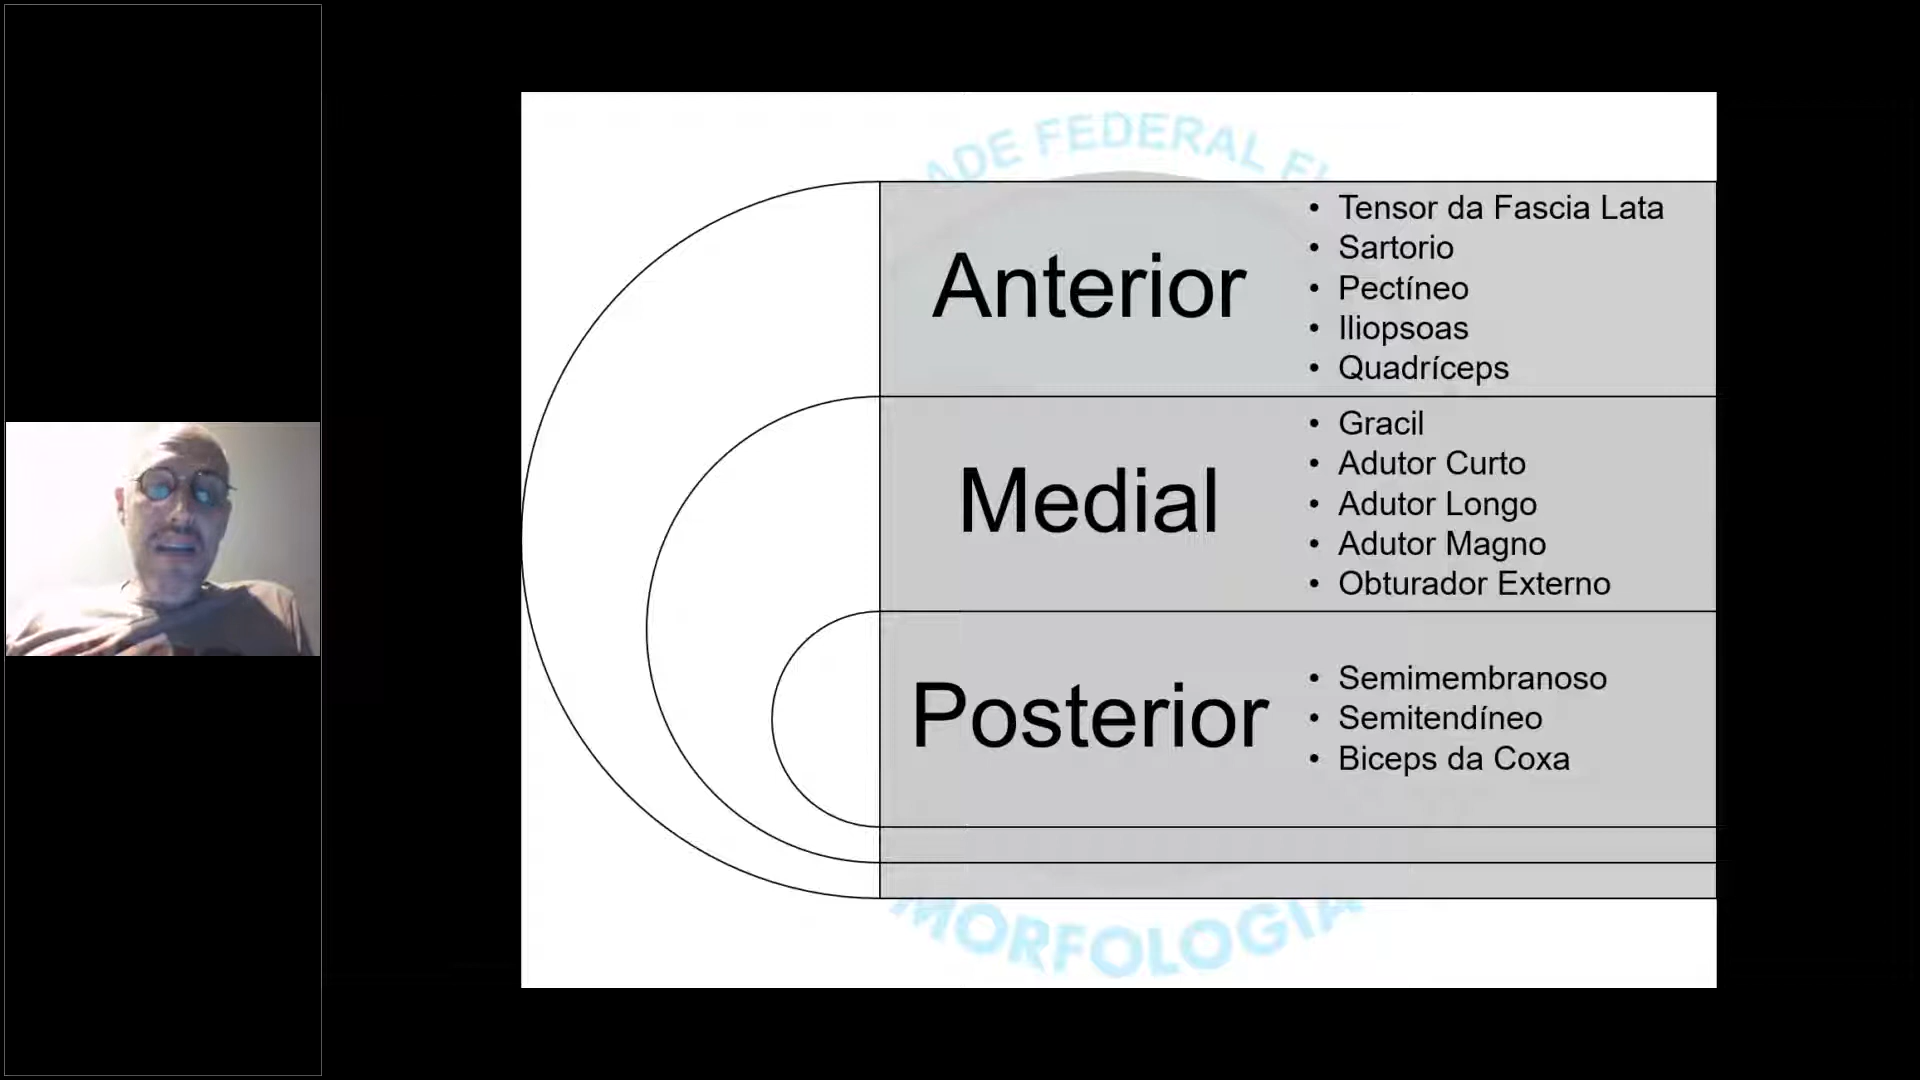 ADE FEDERAL FL
Anterior
• Tensor da Fascia Lata
• Sartorio
• Pectíneo
• Iliopsoas
• Quadríceps
Medial
• Gracil
• Adutor Curto
• Adutor Longo
• Adutor Magno
• Obturador Externo
Posterior
• Semimembranoso
• Semitendíneo
• Biceps da Coxa
MORFOLOGIA